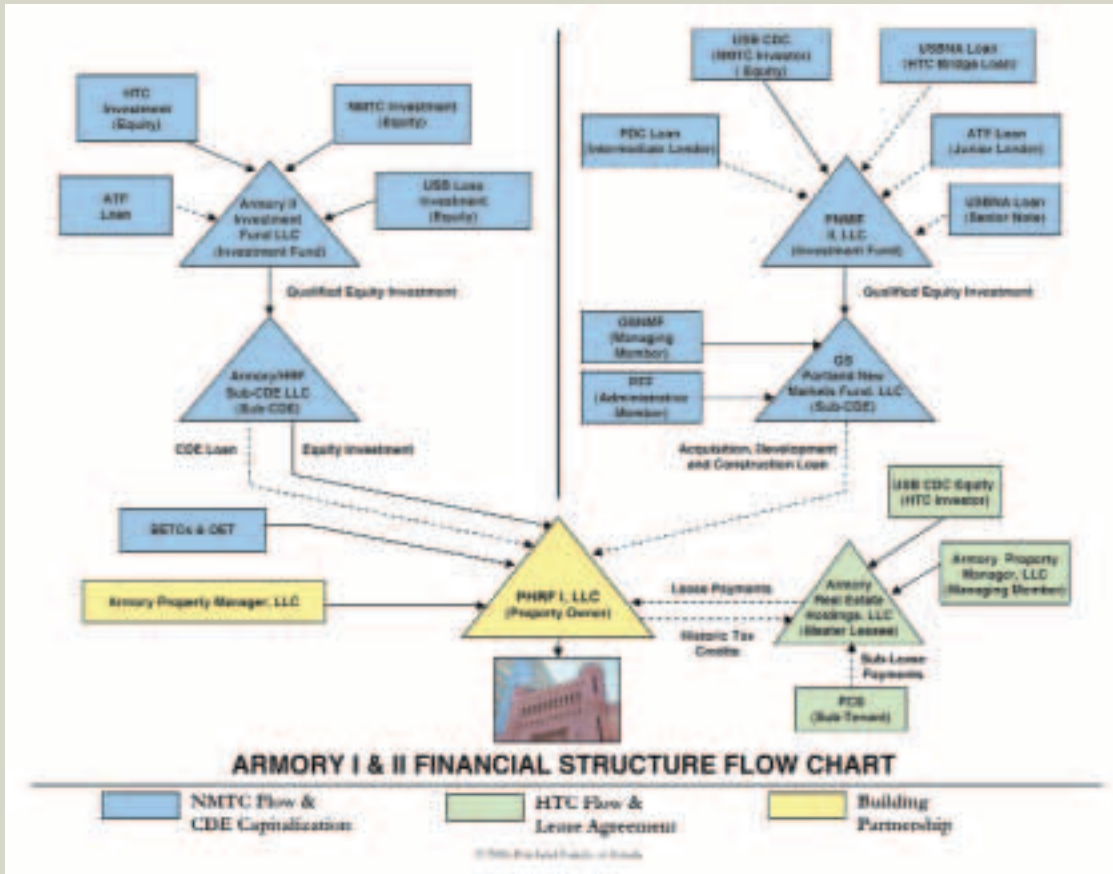 HTC
Investment
(Equity)
NMTC Investment
(Equity)
ATF
Loan
USB Loan
Investment
(Equity)
Armory II
Investment
Fund LLC
(Investment Fund)
Qualified Equity Investment
Armory/HRF
Sub-CDE LLC
(Sub-CDE)
CDE Loan
Equity Investment
BETCs & OET
Armory Property Manager, LLC
USB CDC
(NMTC Investor)
(Equity)
USBNA Loan
(HTC Bridge Loan)
PDC Loan
(Intermediate Lender)
ATF Loan
(Junior Lender)
USBNA Loan
(Senior Note)
II, LLC
(Investment Fund)
Qualified Equity Investment
(Managing
Member)
(Administrative
Member)
GS
Portland New
Markets Fund, LLC
(Sub-CDE)
Acquisition, Development
and Construction Loan
USB CDC Equity
(HTC Investor)
Armory Property
Manager, LLC
(Managing Member)
PHRF I, LLC
(Property Owner)
Lease Payments
Historic Tax
Credits
Armory
Real Estate
Holdings, LLC
(Master Lessee)
Sub-Lease
Payments
PCS
(Sub-Tenant)
ARMORY I & II FINANCIAL STRUCTURE FLOW CHART
NMTC Flow &
CDE Capitalization
HTC Flow &
Lease Agreement
Building
Partnership